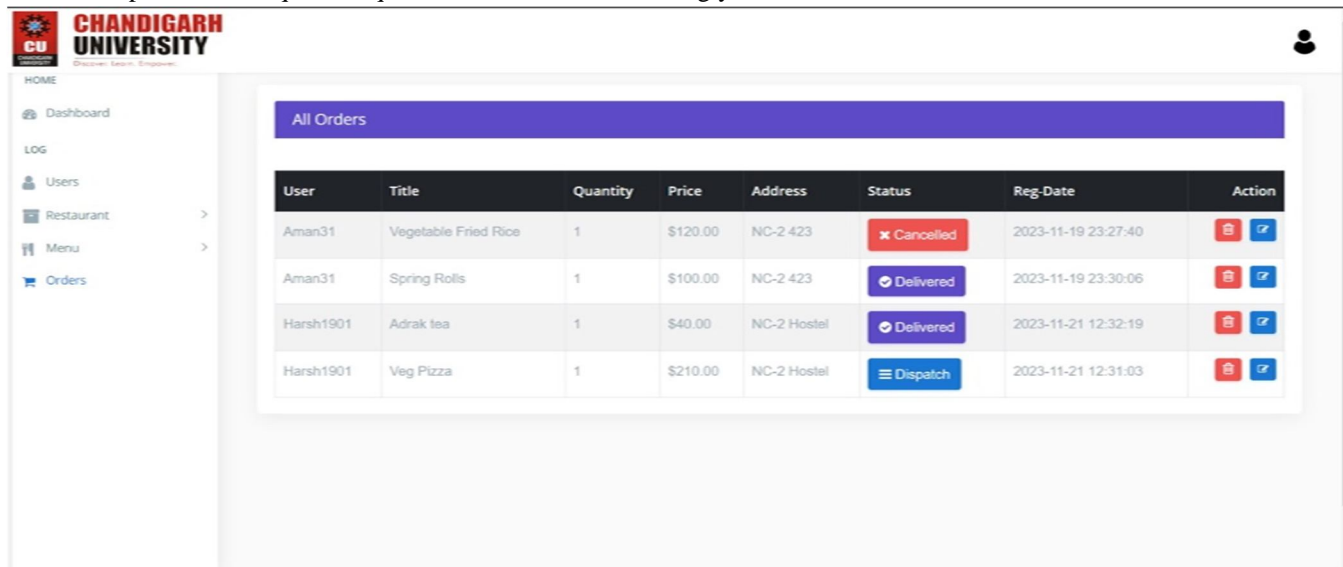 CHANDIGARH
UNIVERSITY
Discover. Learn. Empower.
CU
HOME
Dashboard
LOG
Users
Restaurant
Menu
Orders
All Orders
User Title Quantity Price Address Status Reg-Date Action
Aman31 Vegetable Fried Rice 1 $120.00 NC-2 423 Cancelled 2023-11-19 23:27:40
Aman31 Spring Rolls 1 $100.00 NC-2 423 Delivered 2023-11-19 23:30:06
Harsh1901 Adrak tea 1 $40.00 NC-2 Hostel Delivered 2023-11-21 12:32:19
Harsh1901 Veg Pizza 1 $210.00 NC-2 Hostel Dispatch 2023-11-21 12:31:03